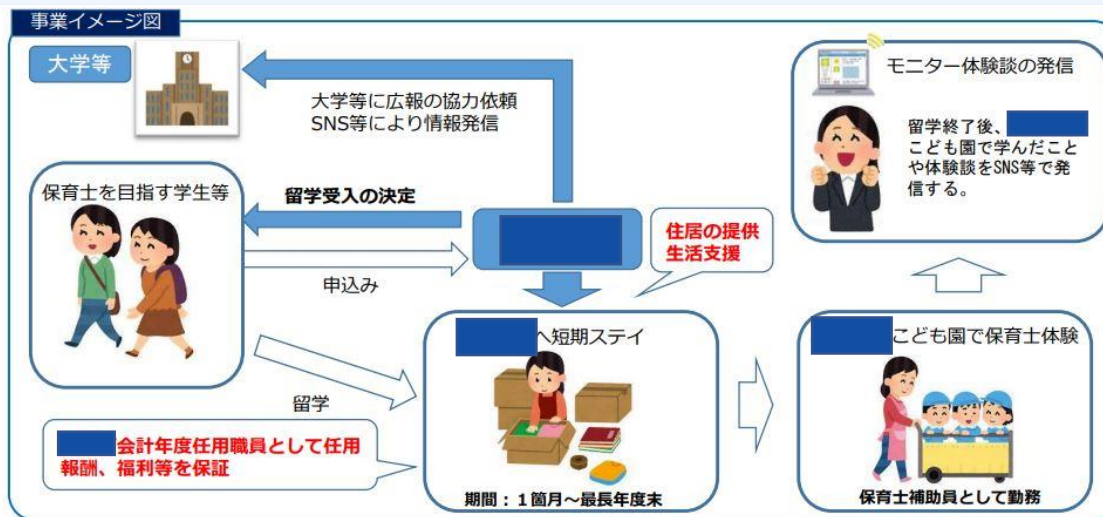 事業イメージ図
大学等
大学等に広報の協力依頼
SNS等により情報発信
保育士を目指す学生等
留学受入の決定
申込み
住居の提供
生活支援
留学
へ短期ステイ
期間：１箇月～最長年度末
会計年度任用職員として任用
報酬、福利等を保証
こども園で保育士体験
保育士補助員として勤務
モニター体験談の発信
留学終了後、
こども園で学んだこと
や体験談をSNS等で発
信する。